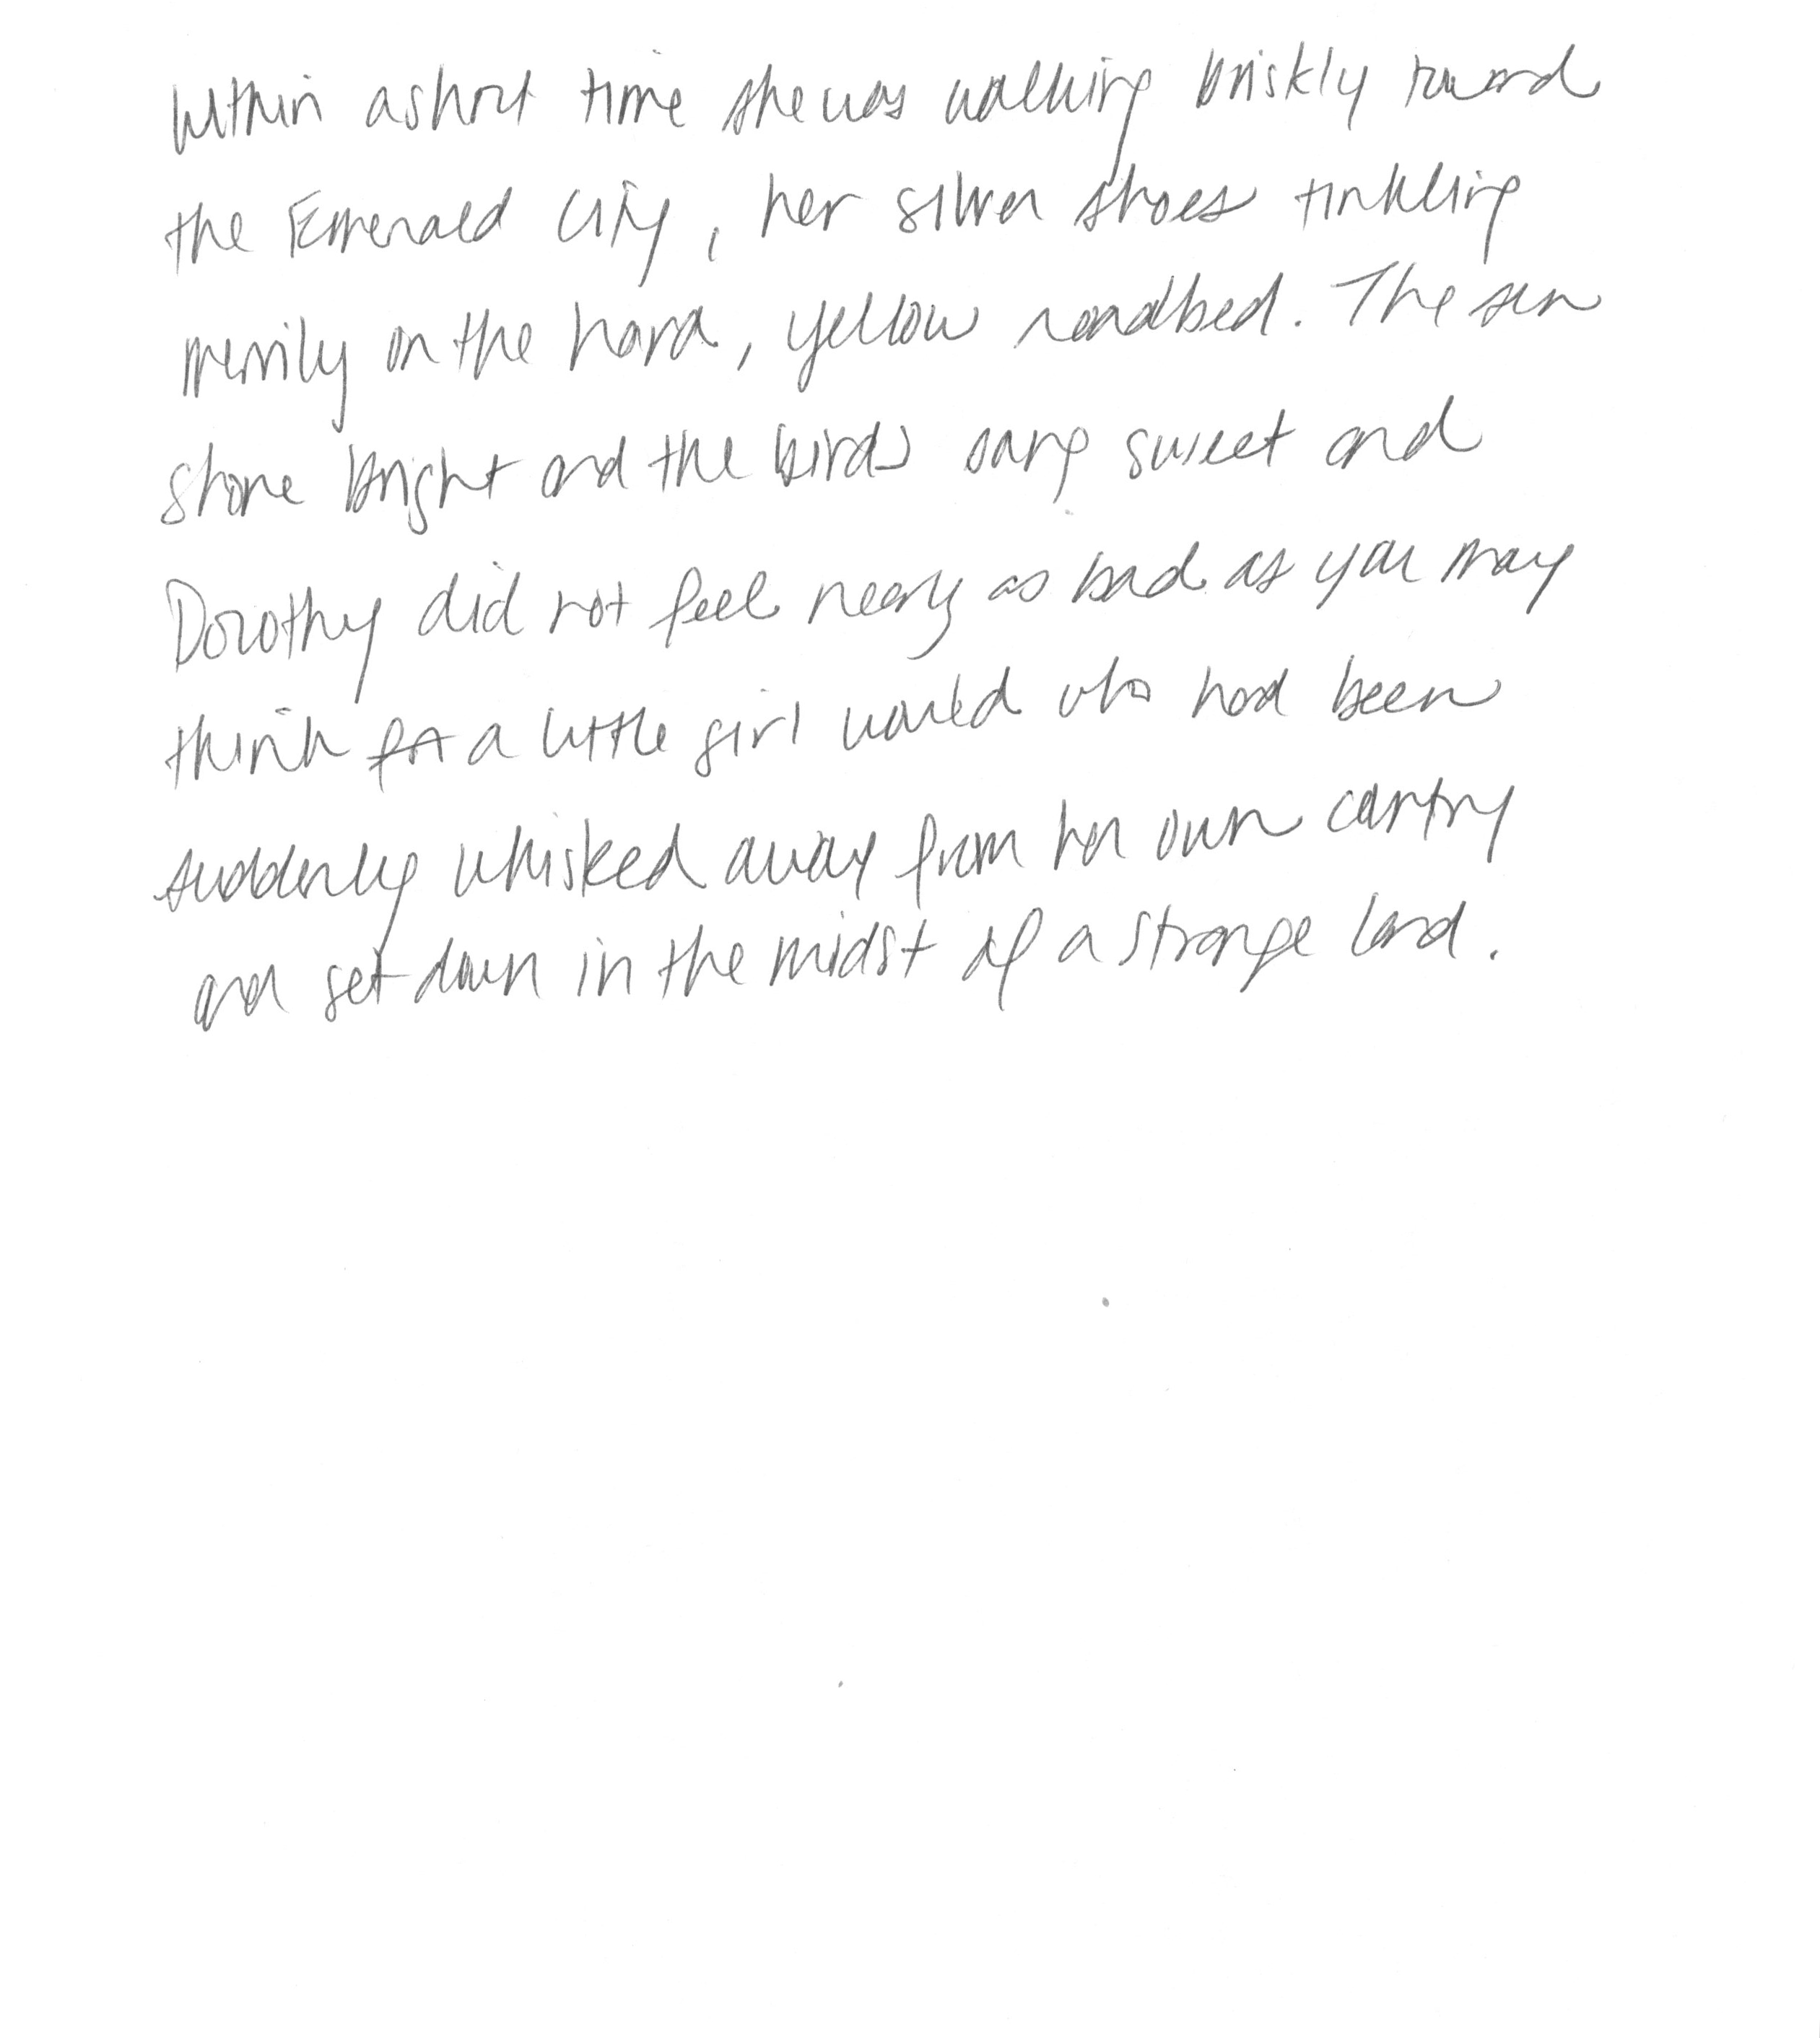 Within a short time she was walking briskly toward
the Emerald City, her silver shoes tinkling
merrily on the hard, yellow roadbed. The sun
shone bright and the birds sang sweet and
Dorothy did not feel nearly as bad as you may
think a little girl would who had been
suddenly whisked away from her own country
and set down in the midst of a strange land.